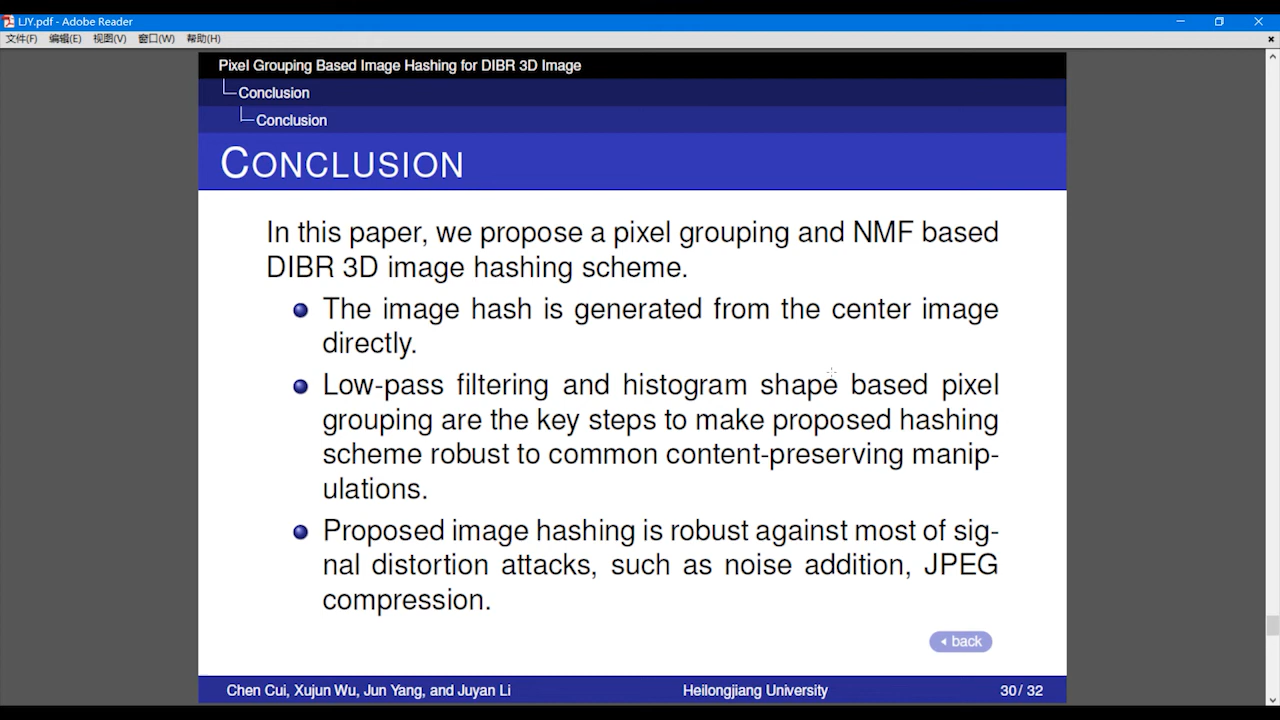 LJY.pdf - Adobe Reader
文件(F) 编辑(E) 视图(V) 窗口(W) 帮助(H)
Pixel Grouping Based Image Hashing for DIBR 3D Image
Conclusion
Conclusion
CONCLUSION
In this paper, we propose a pixel grouping and NMF based
DIBR 3D image hashing scheme.
The image hash is generated from the center image
directly.
Low-pass filtering and histogram shape based pixel
grouping are the key steps to make proposed hashing
scheme robust to common content-preserving manip-
ulations.
Proposed image hashing is robust against most of sig-
nal distortion attacks, such as noise addition, JPEG
compression.
back
Chen Cui, Xujun Wu, Jun Yang, and Juyan Li Heilongjiang University 30/ 32